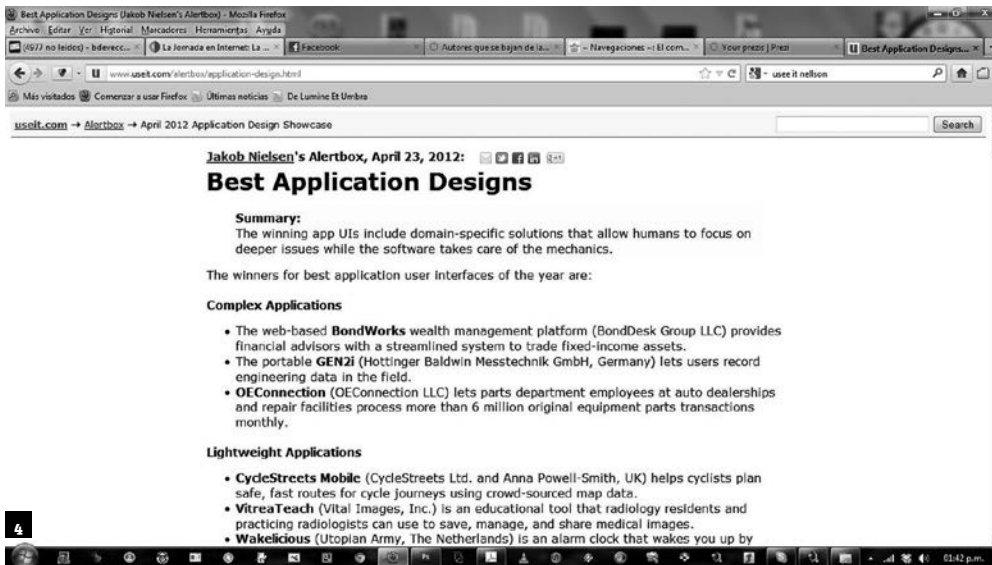 Best Application Designs (Jakob Nielsen's Alertbox) - Mozilla Firefox
Archivo Editar Ver Historial Marcadores Herramientas Ayuda
(4977 no leidos) - bdverecc... La Jornada en Internet: La ... Facebook Autores que se bajan de la... - Navegaciones -: El com... Your prezis | Prezi Best Application Designs...
www.useit.com/alertbox/application-design.html usee it nellson
Más visitados Comenzar a usar Firefox Últimas noticias De Lumine Et Umbra
useit.com → Alertbox → April 2012 Application Design Showcase Search
Jakob Nielsen's Alertbox, April 23, 2012:
Best Application Designs
Summary:
The winning app UIs include domain-specific solutions that allow humans to focus on
deeper issues while the software takes care of the mechanics.
The winners for best application user interfaces of the year are:
Complex Applications
• The web-based BondWorks wealth management platform (BondDesk Group LLC) provides
financial advisors with a streamlined system to trade fixed-income assets.
• The portable GEN2i (Hottinger Baldwin Messtechnik GmbH, Germany) lets users record
engineering data in the field.
• OEConnection (OEConnection LLC) lets parts department employees at auto dealerships
and repair facilities process more than 6 million original equipment parts transactions
monthly.
Lightweight Applications
• CycleStreets Mobile (CycleStreets Ltd. and Anna Powell-Smith, UK) helps cyclists plan
safe, fast routes for cycle journeys using crowd-sourced map data.
• VitreaTeach (Vital Images, Inc.) is an educational tool that radiology residents and
practicing radiologists can use to save, manage, and share medical images.
• Wakelicious (Utopian Army, The Netherlands) is an alarm clock that wakes you up by
4
01:42 p.m.